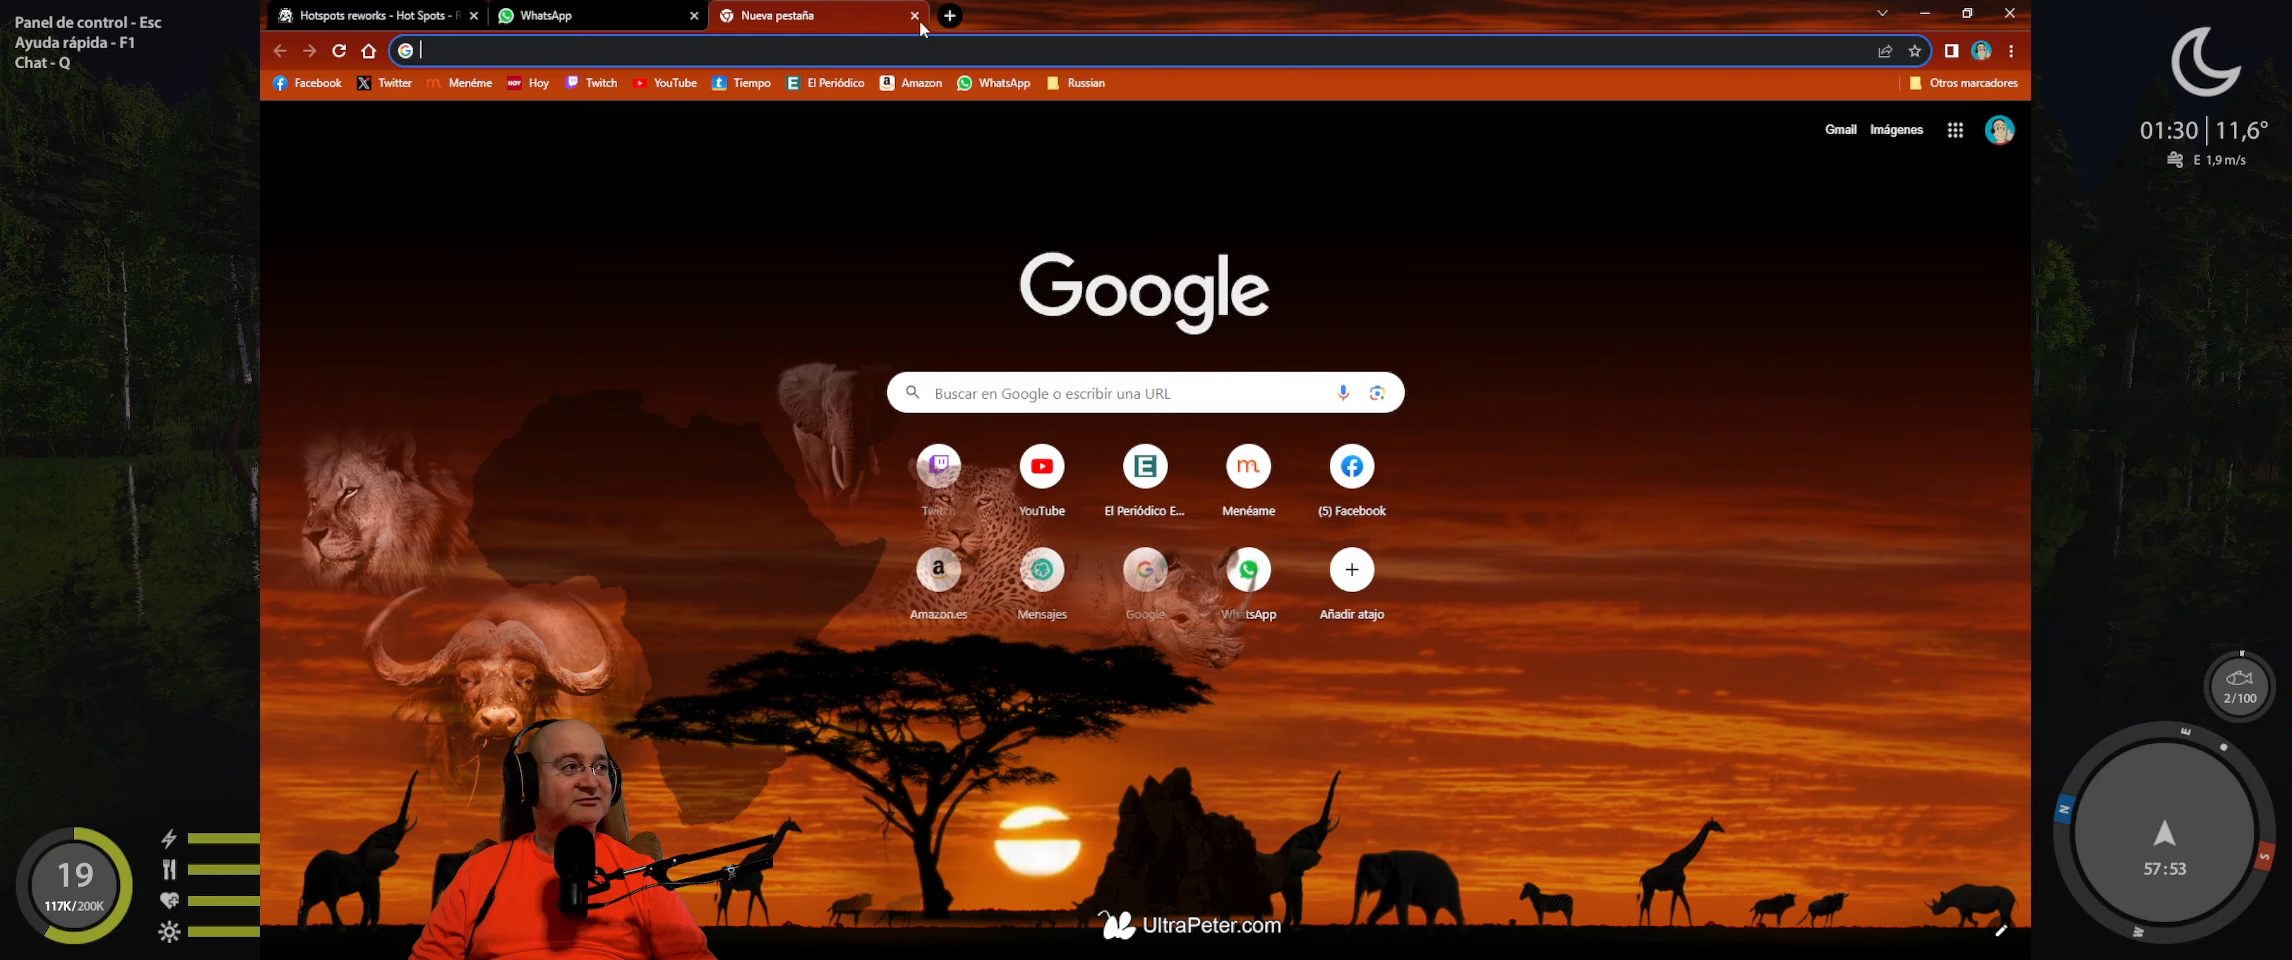 Panel de control - Esc
Ayuda rápida - F1
Chat - Q
Hotspots reworks - Hot Spots - R
WhatsApp
Nueva pestaña
Facebook
Twitter
Menéme
Hoy
Twitch
YouTube
Tiempo
El Periódico
Amazon
WhatsApp
Russian
Otros marcadores
Gmail
Imágenes
01:30
11,6°
E 1,9 m/s
Google
Buscar en Google o escribir una URL
Twitch
YouTube
El Periódico E...
Menéame
(5) Facebook
Amazon.es
Mensajes
Google
WhatsApp
Añadir atajo
2/100
E
N
S
57:53
W
19
117K/200K
UltraPeter.com